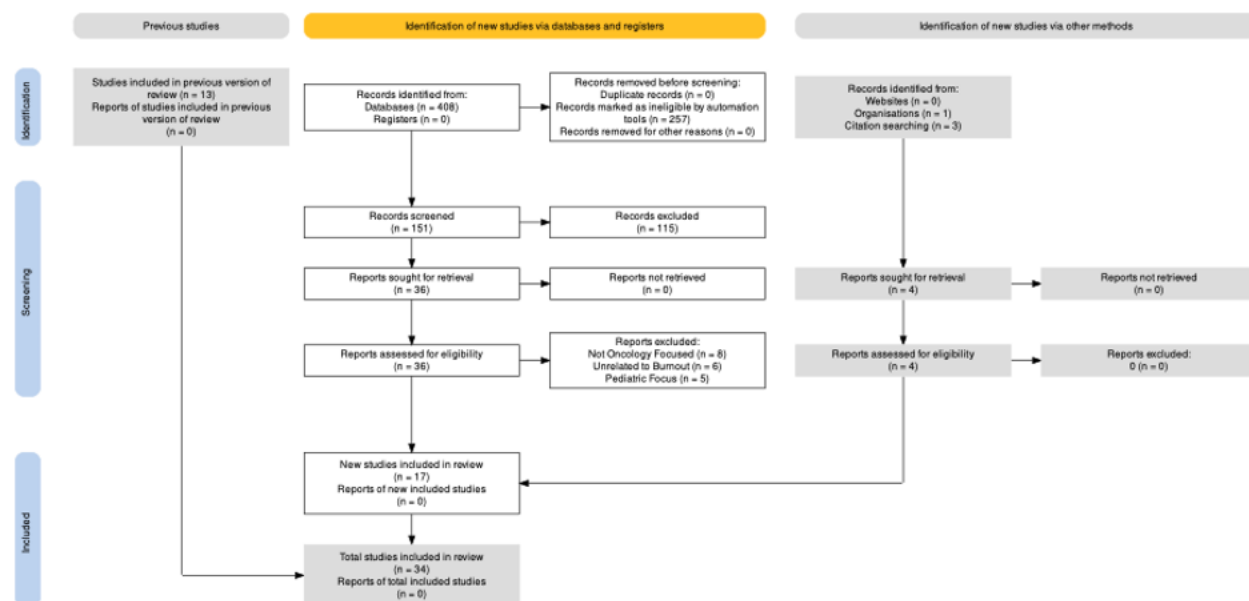 Previous studies
Identification of new studies via databases and registers
Identification of new studies via other methods
Identification
Studies included in previous version of
review (n = 13)
Reports of studies included in previous
version of review
(n = 0)
Records identified from:
Databases (n = 408)
Registers (n = 0)
Records removed before screening:
Duplicate records (n = 0)
Records marked as ineligible by automation
tools (n = 257)
Records removed for other reasons (n = 0)
Records identified from:
Websites (n = 0)
Organisations (n = 1)
Citation searching (n = 3)
Screening
Records screened
(n = 151)
Records excluded
(n = 115)
Reports sought for retrieval
(n = 36)
Reports not retrieved
(n = 0)
Reports sought for retrieval
(n = 4)
Reports not retrieved
(n = 0)
Reports assessed for eligibility
(n = 36)
Reports excluded:
Not Oncology Focused (n = 8)
Unrelated to Burnout (n = 6)
Pediatric Focus (n = 5)
Reports assessed for eligibility
(n = 4)
Reports excluded:
0 (n = 0)
Included
New studies included in review
(n = 17)
Reports of new included studies
(n = 0)
Total studies included in review
(n = 34)
Reports of total included studies
(n = 0)